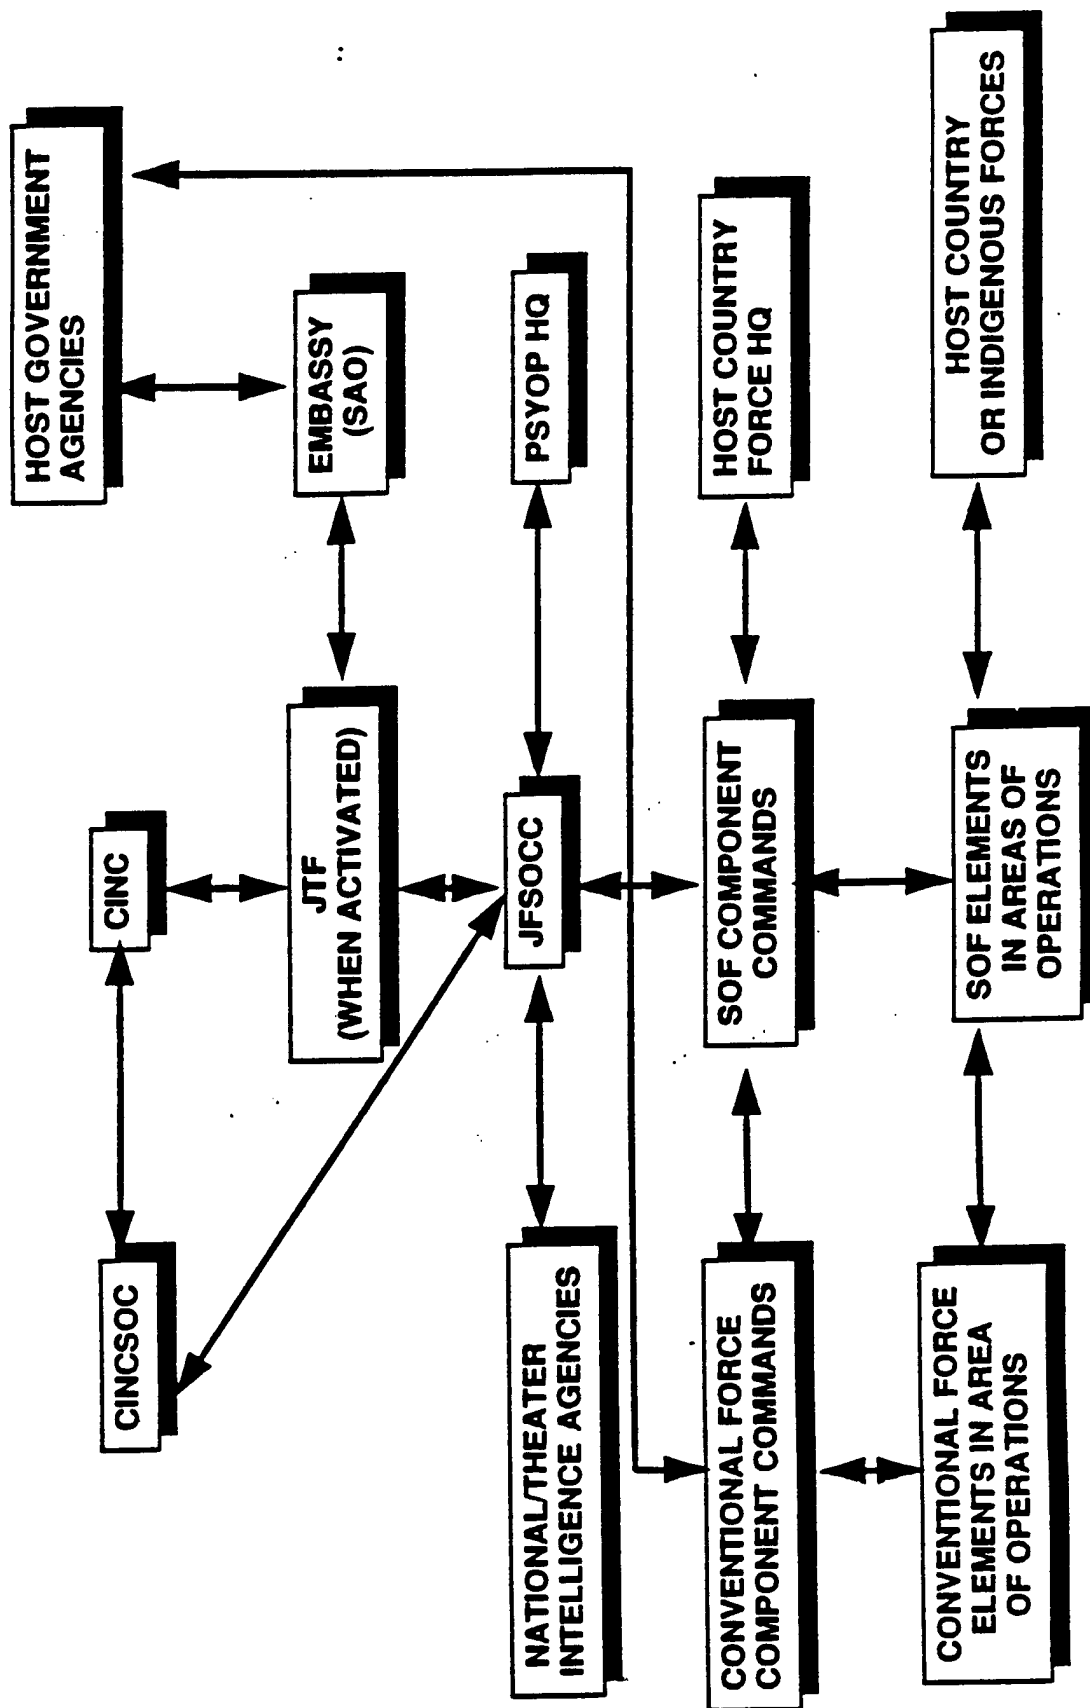 HOST GOVERNMENT
AGENCIES
CINCSOC
CINC
JTF
(WHEN ACTIVATED)
EMBASSY
(SAO)
NATIONAL/THEATER
INTELLIGENCE AGENCIES
JFSOCC
PSYOP HQ
CONVENTIONAL FORCE
COMPONENT COMMANDS
SOF COMPONENT
COMMANDS
HOST COUNTRY
FORCE HQ
CONVENTIONAL FORCE
ELEMENTS IN AREA
OF OPERATIONS
SOF ELEMENTS
IN AREAS OF
OPERATIONS
HOST COUNTRY
OR INDIGENOUS FORCES